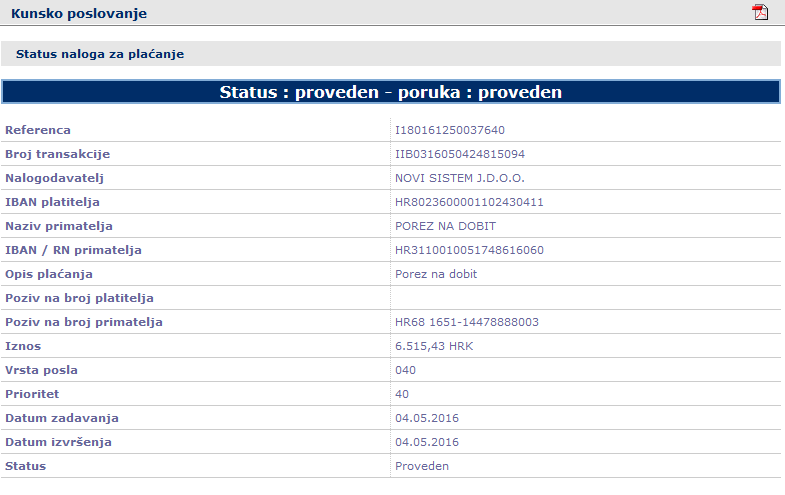 Kunsko poslovanje
Status naloga za plaćanje
Status : proveden - poruka : proveden
Referenca I180161250037640
Broj transakcije IIB0316050424815094
Nalogodavatelj NOVI SISTEM J.D.O.O.
IBAN platitelja HR8023600001102430411
Naziv primatelja POREZ NA DOBIT
IBAN / RN primatelja HR3110010051748616060
Opis plaćanja Porez na dobit
Poziv na broj platitelja
Poziv na broj primatelja HR68 1651-14478888003
Iznos 6.515,43 HRK
Vrsta posla 040
Prioritet 40
Datum zadavanja 04.05.2016
Datum izvršenja 04.05.2016
Status Proveden